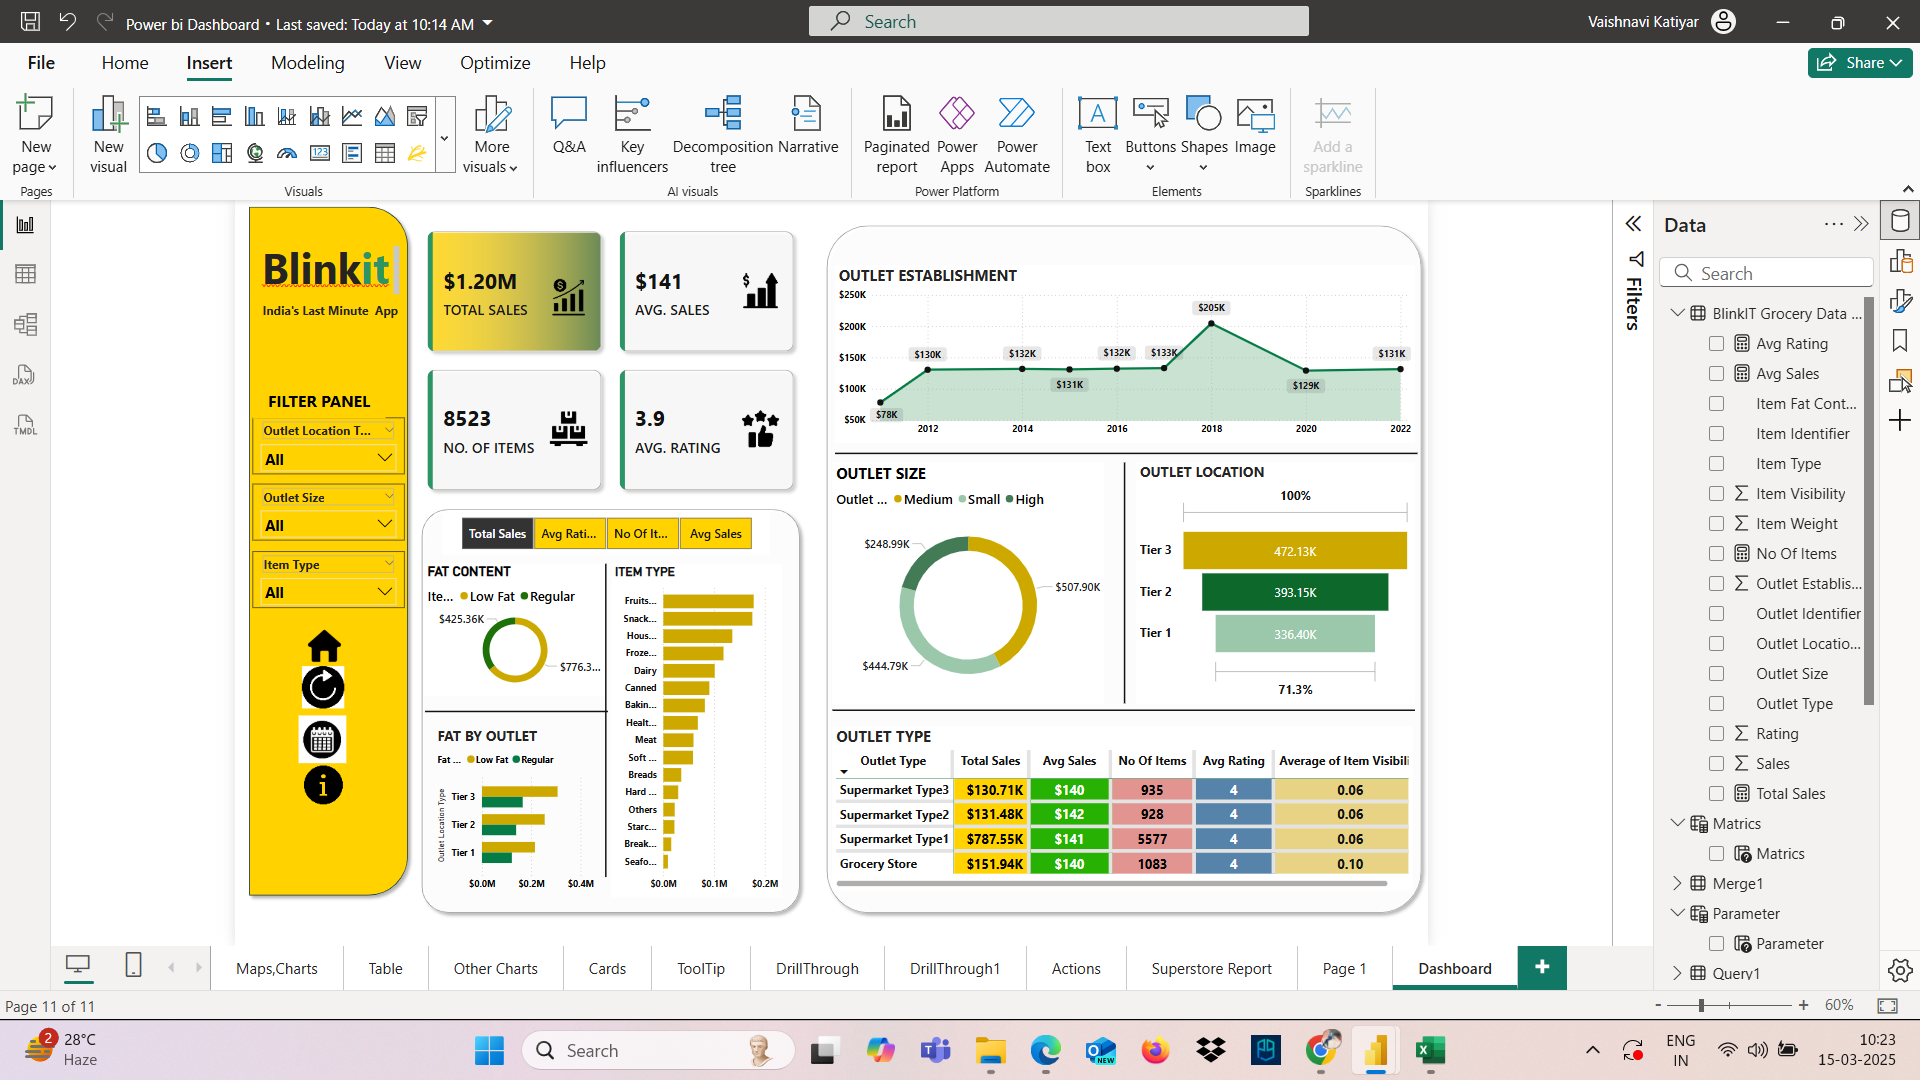 Power bi Dashboard • Last saved: Today at 10:14 AM
Search
Vaishnavi Katiyar
File
Home
Insert
Modeling
View
Optimize
Help
Share
New page
New visual
More visuals
Q&A
Key influencers
Decomposition tree
Narrative
Paginated report
Power Apps
Power Automate
Text box
Buttons
Shapes
Image
Add a sparkline
Pages
Visuals
AI visuals
Power Platform
Elements
Sparklines
123
DAX
TMDL
Blinkit
India's Last Minute App
FILTER PANEL
Outlet Location T...
All
Outlet Size
All
Item Type
All
$1.20M
TOTAL SALES
$141
AVG. SALES
8523
NO. OF ITEMS
3.9
AVG. RATING
Total Sales
Avg Rati...
No Of It...
Avg Sales
FAT CONTENT
Ite... Low Fat Regular
$425.36K
$776.3...
FAT BY OUTLET
Fat ... Low Fat Regular
Outlet Location Type
Tier 3
Tier 2
Tier 1
$0.0M $0.2M $0.4M
ITEM TYPE
Fruits...
Snack...
Hous...
Froze...
Dairy
Canned
Bakin...
Healt...
Meat
Soft ...
Breads
Hard ...
Others
Starc...
Break...
Seafo...
$0.0M $0.1M $0.2M
OUTLET ESTABLISHMENT
$250K
$200K
$150K
$100K
$50K
$78K
$130K
$132K
$131K
$132K
$133K
$205K
$129K
$131K
2012 2014 2016 2018 2020 2022
OUTLET SIZE
Outlet ... Medium Small High
$248.99K
$507.90K
$444.79K
OUTLET LOCATION
100%
Tier 3 472.13K
Tier 2 393.15K
Tier 1 336.40K
71.3%
OUTLET TYPE
Outlet Type Total Sales Avg Sales No Of Items Avg Rating Average of Item Visibili
Supermarket Type3 $130.71K $140 935 4 0.06
Supermarket Type2 $131.48K $142 928 4 0.06
Supermarket Type1 $787.55K $141 5577 4 0.06
Grocery Store $151.94K $140 1083 4 0.10
Filters
Data
Search
BlinkIT Grocery Data ...
Avg Rating
Avg Sales
Item Fat Cont...
Item Identifier
Item Type
Item Visibility
Item Weight
No Of Items
Outlet Establis...
Outlet Identifier
Outlet Locatio...
Outlet Size
Outlet Type
Rating
Sales
Total Sales
Matrics
Matrics
Merge1
Parameter
Parameter
Query1
Maps,Charts
Table
Other Charts
Cards
ToolTip
DrillThrough
DrillThrough1
Actions
Superstore Report
Page 1
Dashboard
Page 11 of 11
- + 60%
2
28°C
Haze
Search
NEW
ENG
IN
10:23
15-03-2025